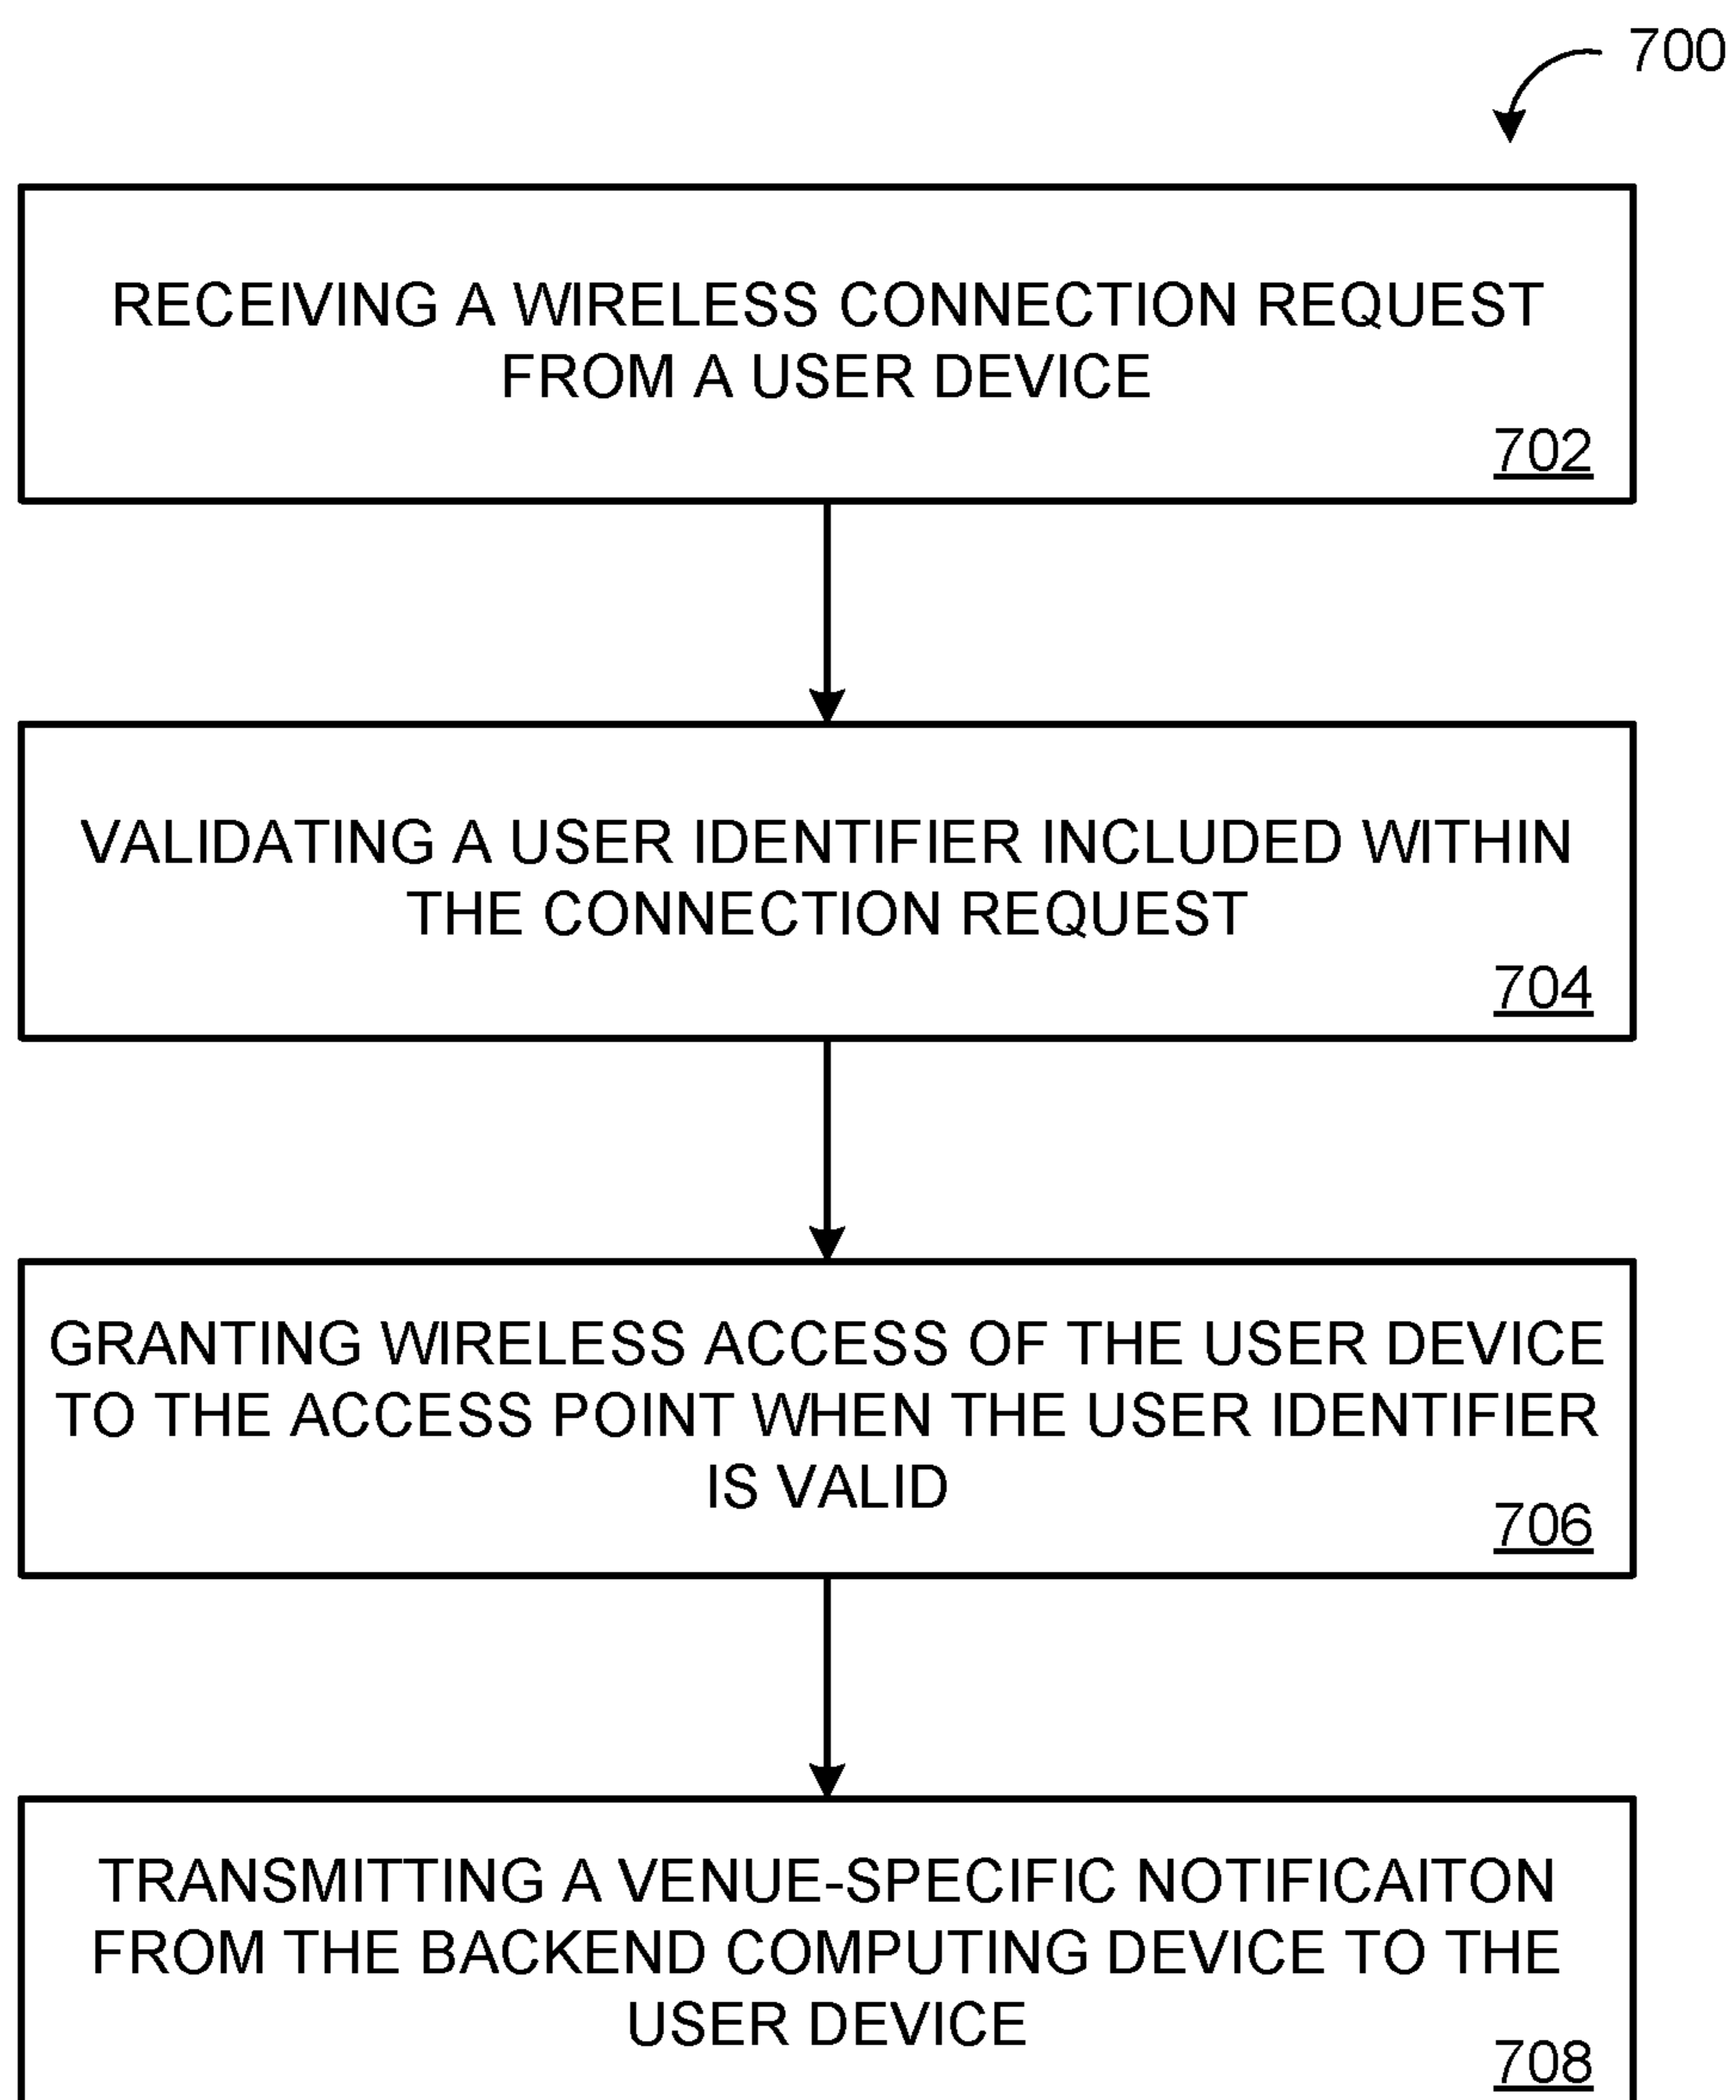 700
RECEIVING A WIRELESS CONNECTION REQUEST
FROM A USER DEVICE
702
VALIDATING A USER IDENTIFIER INCLUDED WITHIN
THE CONNECTION REQUEST
704
GRANTING WIRELESS ACCESS OF THE USER DEVICE
TO THE ACCESS POINT WHEN THE USER IDENTIFIER
IS VALID
706
TRANSMITTING A VENUE-SPECIFIC NOTIFICAITON
FROM THE BACKEND COMPUTING DEVICE TO THE
USER DEVICE
708